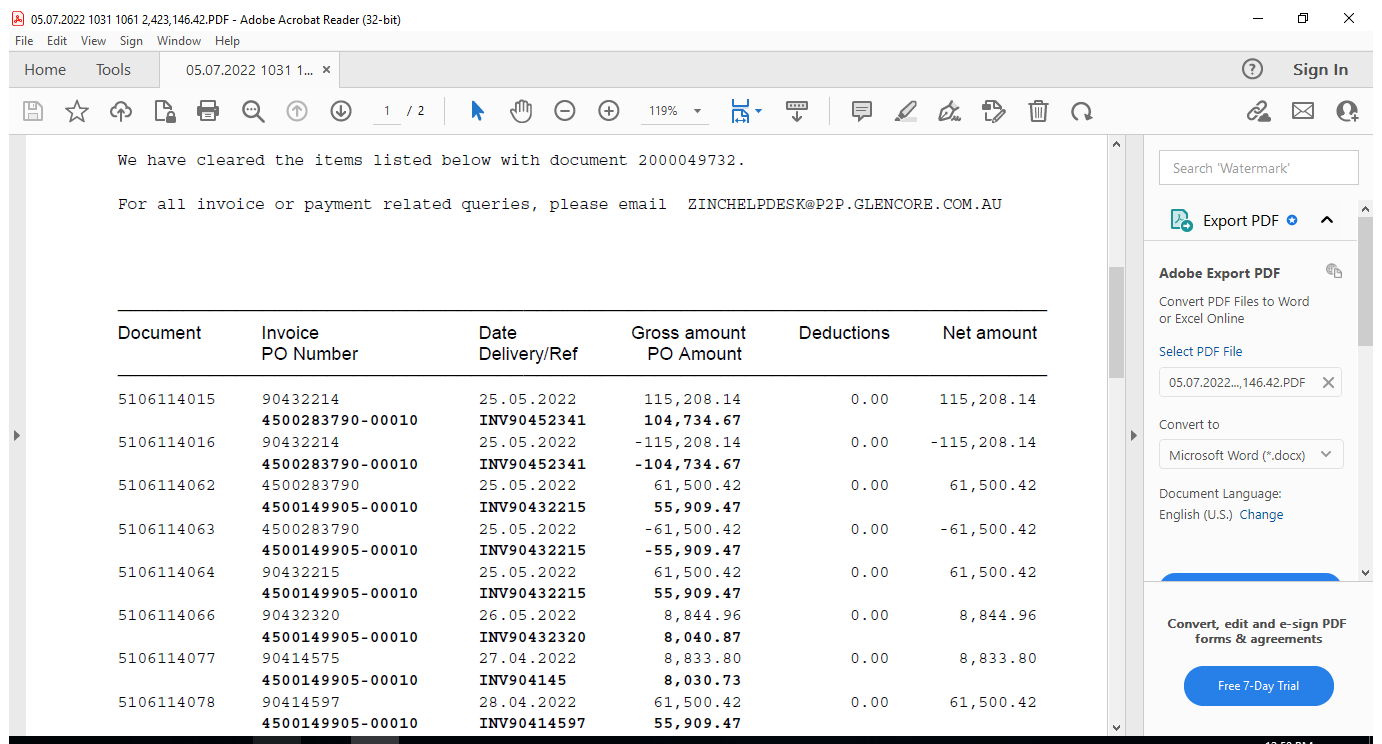 05.07.2022 1031 1061 2,423,146.42.PDF - Adobe Acrobat Reader (32-bit)
File Edit View Sign Window Help
Home Tools 05.07.2022 1031 1... × Sign In
1 / 2 119%
We have cleared the items listed below with document 2000049732.
For all invoice or payment related queries, please email ZINCHELPDESK@P2P.GLENCORE.COM.AU
Document Invoice Date Gross amount Deductions Net amount
PO Number Delivery/Ref PO Amount
5106114015 90432214 25.05.2022 115,208.14 0.00 115,208.14
4500283790-00010 INV90452341 104,734.67
5106114016 90432214 25.05.2022 -115,208.14 0.00 -115,208.14
4500283790-00010 INV90452341 -104,734.67
5106114062 4500283790 25.05.2022 61,500.42 0.00 61,500.42
4500149905-00010 INV90432215 55,909.47
5106114063 4500283790 25.05.2022 -61,500.42 0.00 -61,500.42
4500149905-00010 INV90432215 -55,909.47
5106114064 90432215 25.05.2022 61,500.42 0.00 61,500.42
4500149905-00010 INV90432215 55,909.47
5106114066 90432320 26.05.2022 8,844.96 0.00 8,844.96
4500149905-00010 INV90432320 8,040.87
5106114077 90414575 27.04.2022 8,833.80 0.00 8,833.80
4500149905-00010 INV904145 8,030.73
5106114078 90414597 28.04.2022 61,500.42 0.00 61,500.42
4500149905-00010 INV90414597 55,909.47
Search 'Watermark'
Export PDF
Adobe Export PDF
Convert PDF Files to Word
or Excel Online
Select PDF File
05.07.2022...,146.42.PDF
Convert to
Microsoft Word (*.docx)
Document Language:
English (U.S.) Change
Convert, edit and e-sign PDF
forms & agreements
Free 7-Day Trial